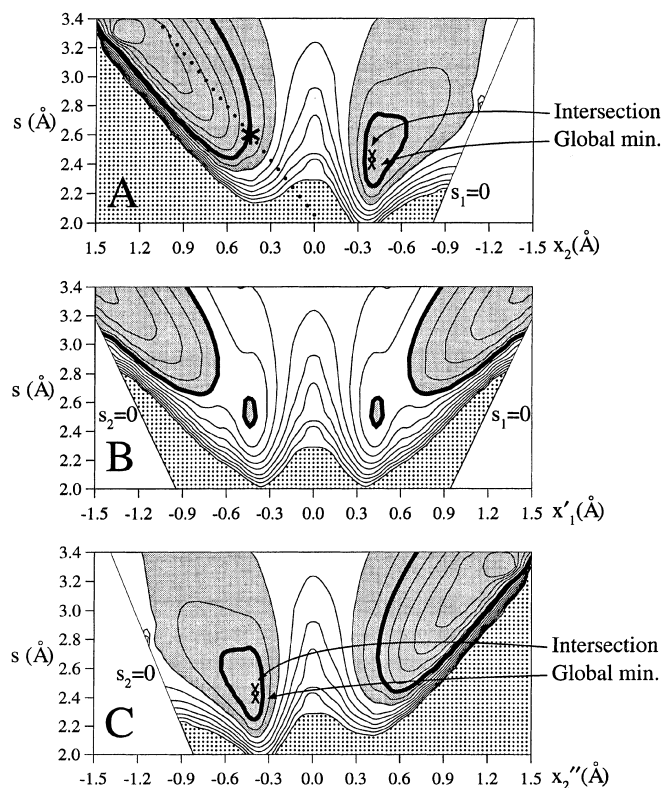 3.4
3.2
3.0
2.8
s (Å)
Intersection
2.6
Global min.
2.4
2.2
A
s₁=0
2.0
1.5 1.2 0.9 0.6 0.3 0.0 -0.3 -0.6 -0.9 -1.2 -1.5 x₂(Å)
3.4
3.2
3.0
2.8
s (Å)
2.6
s₂=0 s₁=0
2.4
B
2.2
2.0
-1.5 -1.2 -0.9 -0.6 -0.3 0.0 0.3 0.6 0.9 1.2 1.5 x'₁(Å)
3.4
3.2
3.0
2.8
s (Å)
Intersection
s₂=0
2.6
Global min.
2.4
C
2.2
2.0
-1.5 -1.2 -0.9 -0.6 -0.3 0.0 0.3 0.6 0.9 1.2 1.5 x₂''(Å)